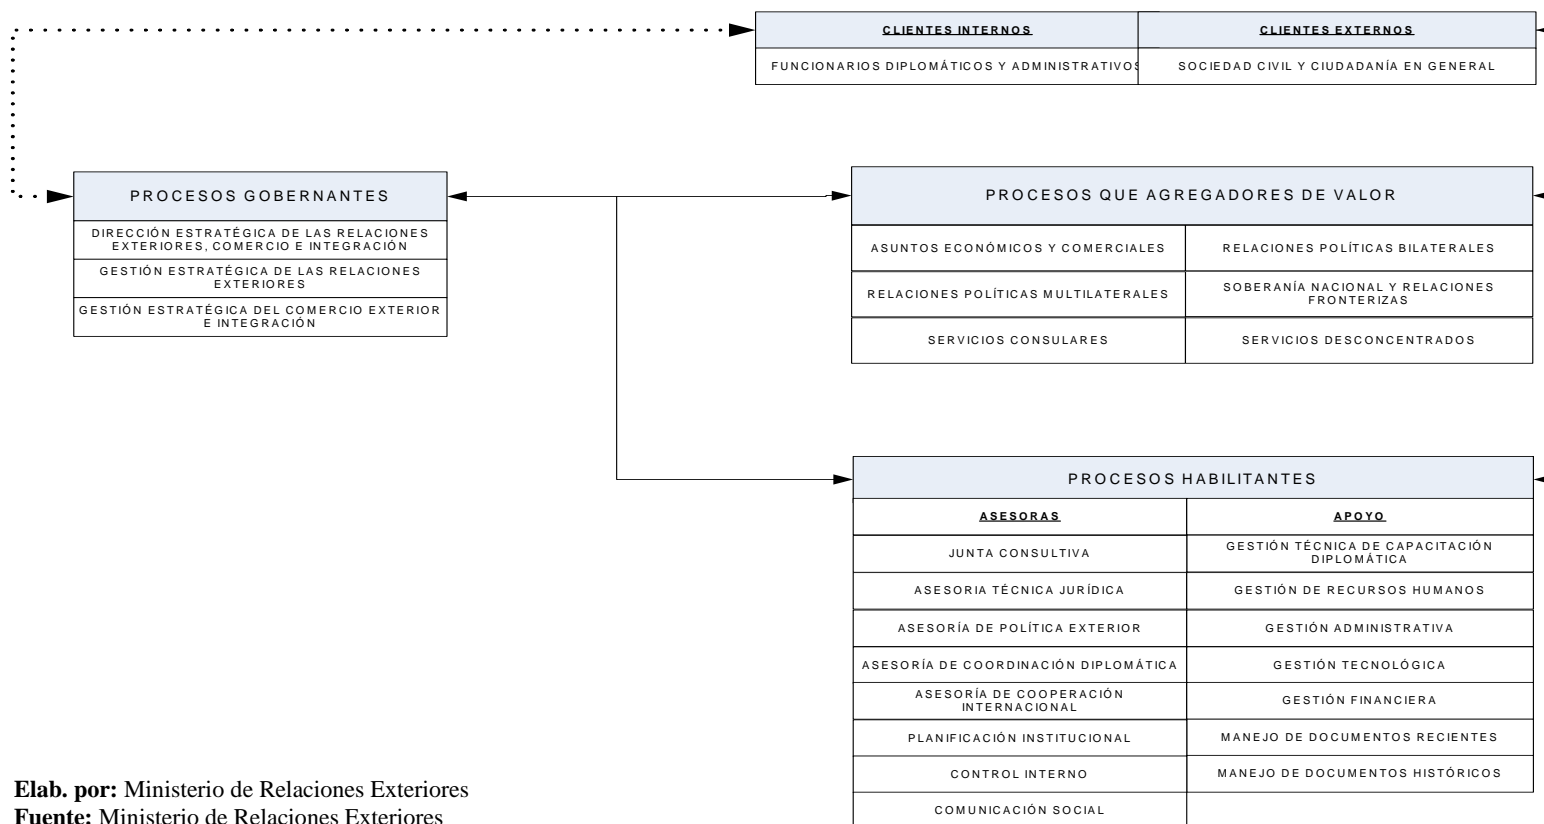 CLIENTES INTERNOS
CLIENTES EXTERNOS
FUNCIONARIOS DIPLOMÁTICOS Y ADMINISTRATIVOS
SOCIEDAD CIVIL Y CIUDADANÍA EN GENERAL
PROCESOS GOBERNANTES
DIRECCIÓN ESTRATÉGICA DE LAS RELACIONES
EXTERIORES, COMERCIO E INTEGRACIÓN
GESTIÓN ESTRATÉGICA DE LAS RELACIONES
EXTERIORES
GESTIÓN ESTRATÉGICA DEL COMERCIO EXTERIOR
E INTEGRACIÓN
PROCESOS QUE AGREGADORES DE VALOR
ASUNTOS ECONÓMICOS Y COMERCIALES
RELACIONES POLÍTICAS BILATERALES
RELACIONES POLÍTICAS MULTILATERALES
SOBERANÍA NACIONAL Y RELACIONES
FRONTERIZAS
SERVICIOS CONSULARES
SERVICIOS DESCONCENTRADOS
PROCESOS HABILITANTES
ASESORAS
APOYO
JUNTA CONSULTIVA
GESTIÓN TÉCNICA DE CAPACITACIÓN
DIPLOMÁTICA
ASESORIA TÉCNICA JURÍDICA
GESTIÓN DE RECURSOS HUMANOS
ASESORÍA DE POLÍTICA EXTERIOR
GESTIÓN ADMINISTRATIVA
ASESORÍA DE COORDINACIÓN DIPLOMÁTICA
GESTIÓN TECNOLÓGICA
ASESORÍA DE COOPERACIÓN
INTERNACIONAL
GESTIÓN FINANCIERA
PLANIFICACIÓN INSTITUCIONAL
MANEJO DE DOCUMENTOS RECIENTES
CONTROL INTERNO
MANEJO DE DOCUMENTOS HISTÓRICOS
COMUNICACIÓN SOCIAL
Elab. por: Ministerio de Relaciones Exteriores
Fuente: Ministerio de Relaciones Exteriores